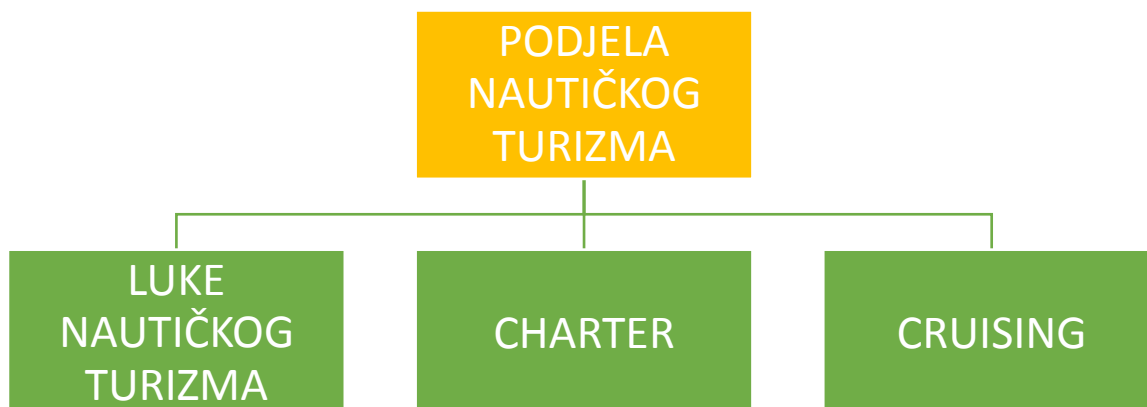 PODJELA
NAUTIČKOG
TURIZMA
LUKE
NAUTIČKOG
TURIZMA
CHARTER
CRUISING